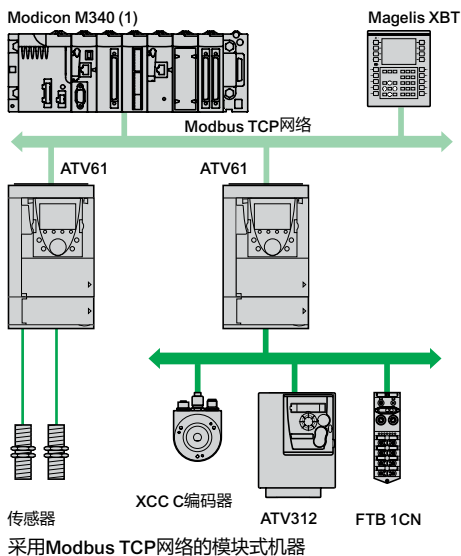 Modicon M340 (1)
Magelis XBT
Modbus TCP网络
ATV61
ATV61
传感器
XCC C编码器
ATV312
FTB 1CN
采用Modbus TCP网络的模块式机器